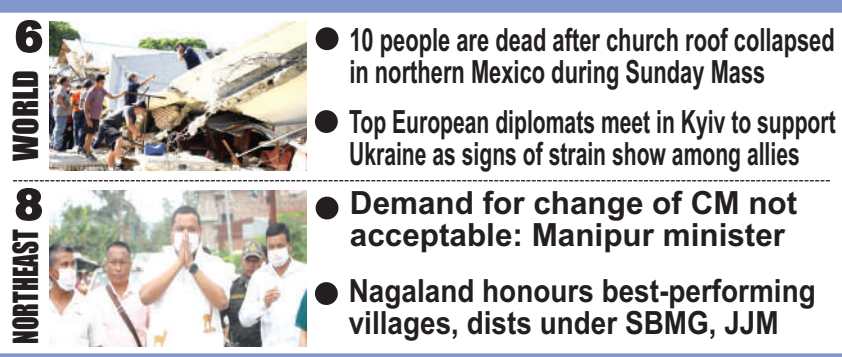 6
WORLD
● 10 people are dead after church roof collapsed
in northern Mexico during Sunday Mass
● Top European diplomats meet in Kyiv to support
Ukraine as signs of strain show among allies
8
NORTHEAST
● Demand for change of CM not
acceptable: Manipur minister
● Nagaland honours best-performing
villages, dists under SBMG, JJM